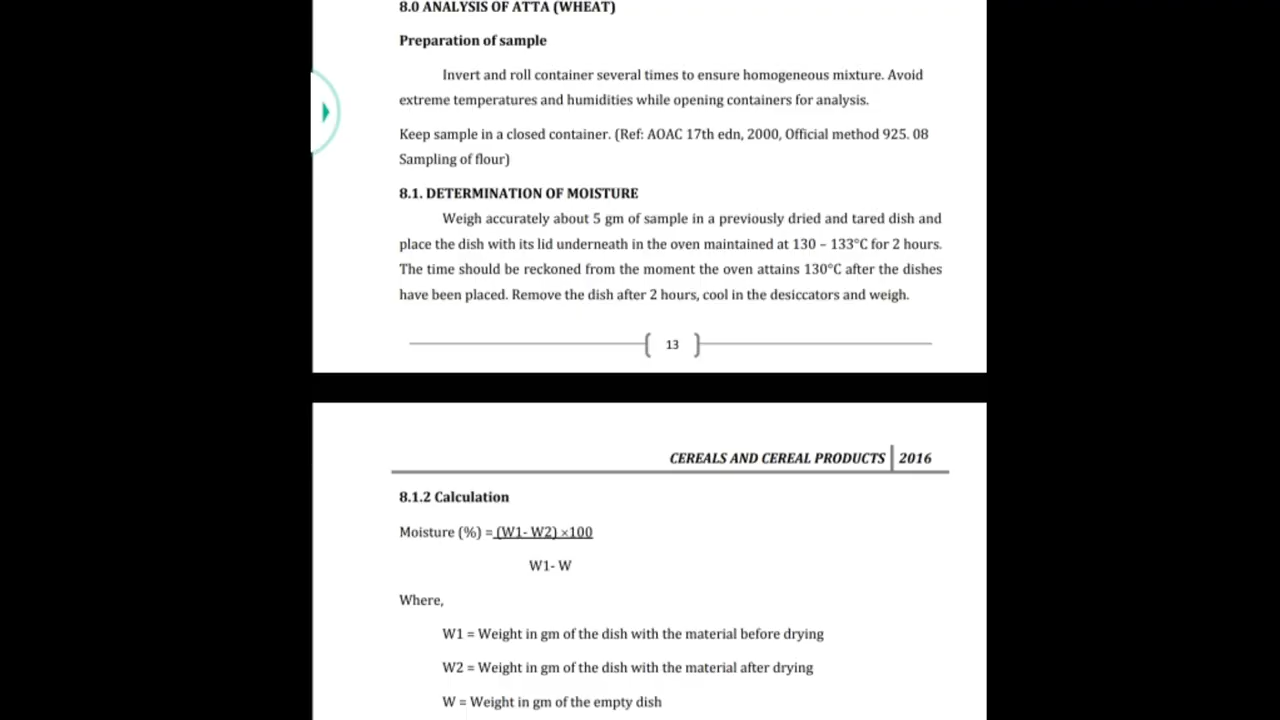 8.0 ANALYSIS OF ATTA (WHEAT)
Preparation of sample
Invert and roll container several times to ensure homogeneous mixture. Avoid
extreme temperatures and humidities while opening containers for analysis.
Keep sample in a closed container. (Ref: AOAC 17th edn, 2000, Official method 925. 08
Sampling of flour)
8.1. DETERMINATION OF MOISTURE
Weigh accurately about 5 gm of sample in a previously dried and tared dish and
place the dish with its lid underneath in the oven maintained at 130 – 133°C for 2 hours.
The time should be reckoned from the moment the oven attains 130°C after the dishes
have been placed. Remove the dish after 2 hours, cool in the desiccators and weigh.
13
CEREALS AND CEREAL PRODUCTS 2016
8.1.2 Calculation
Moisture (%) = (W1- W2) ×100
W1- W
Where,
W1 = Weight in gm of the dish with the material before drying
W2 = Weight in gm of the dish with the material after drying
W = Weight in gm of the empty dish